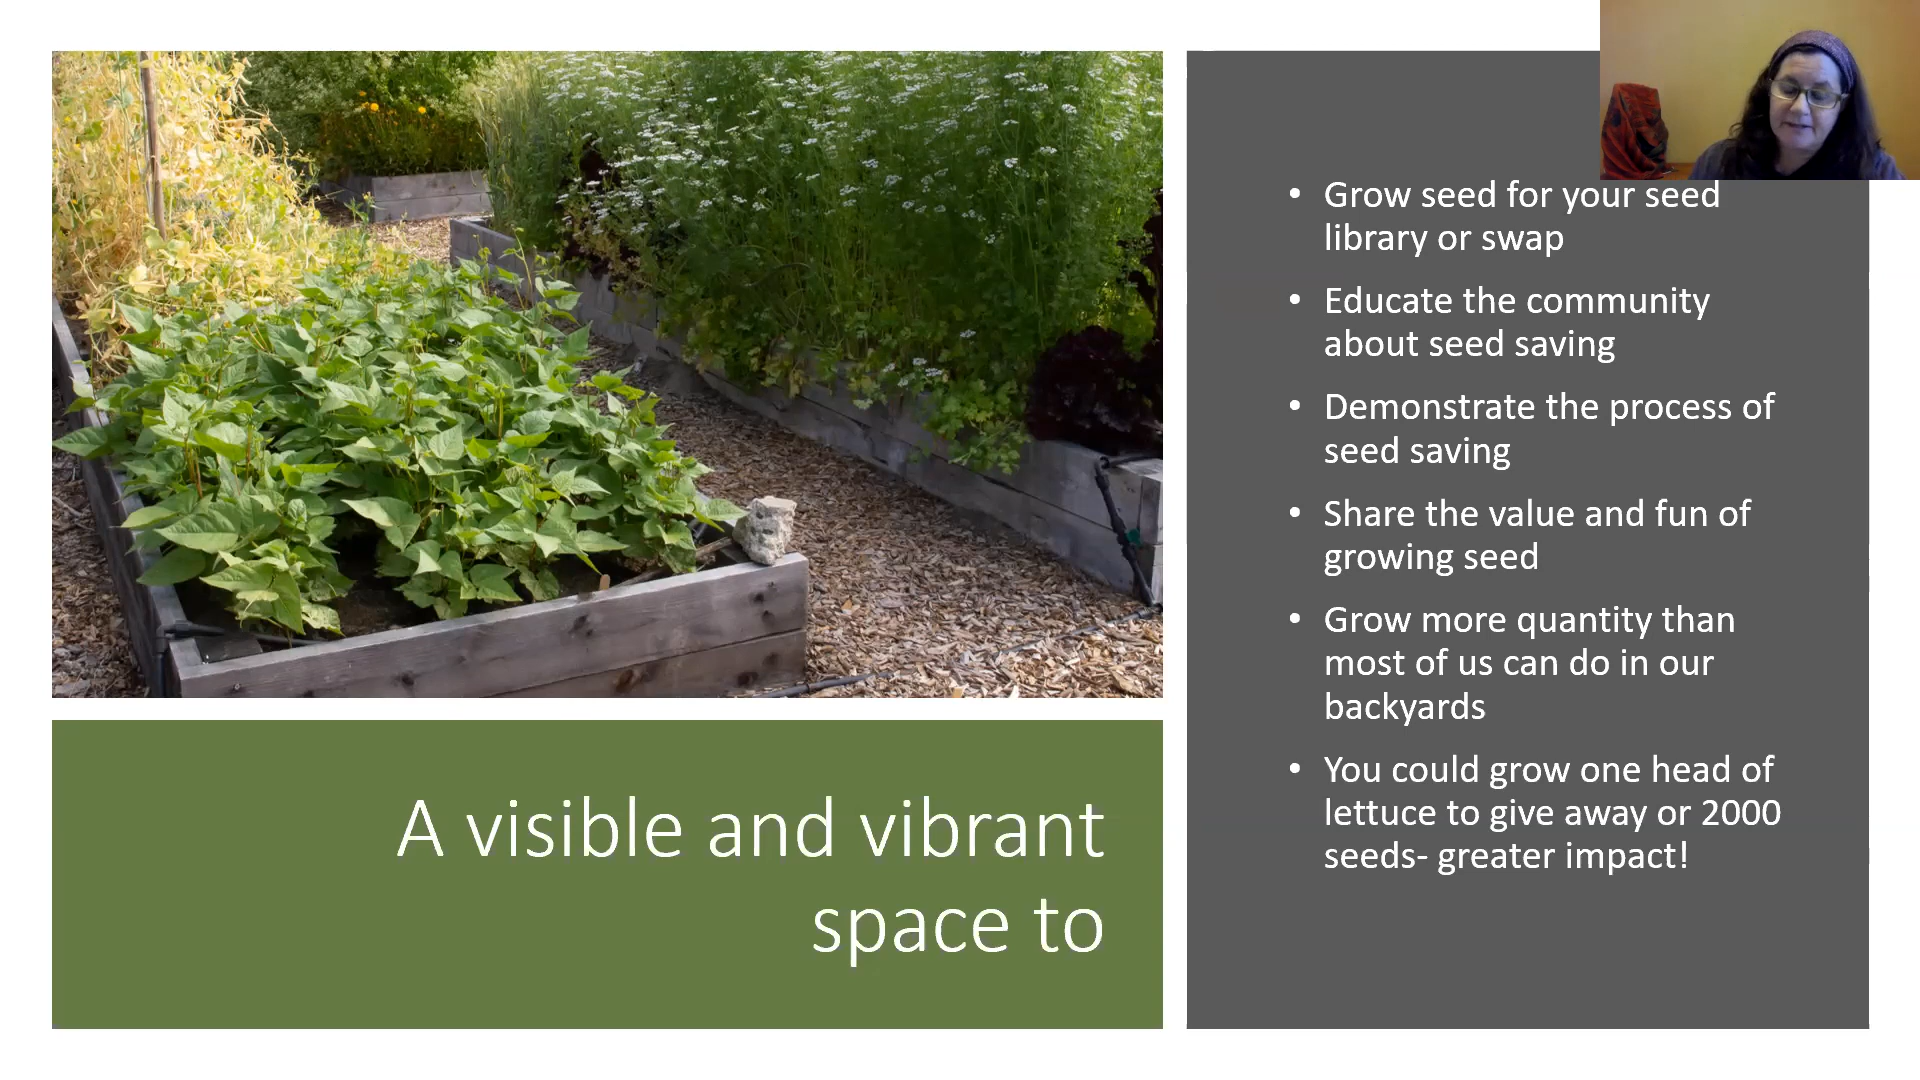 A visible and vibrant
space to
• Grow seed for your seed
library or swap
• Educate the community
about seed saving
• Demonstrate the process of
seed saving
• Share the value and fun of
growing seed
• Grow more quantity than
most of us can do in our
backyards
• You could grow one head of
lettuce to give away or 2000
seeds- greater impact!